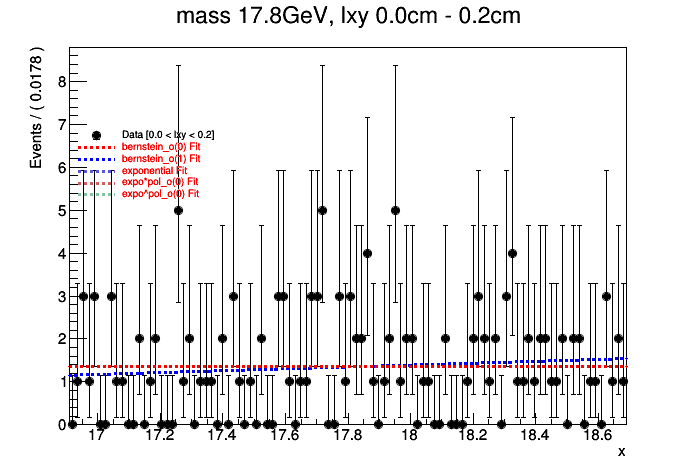 mass 17.8GeV, lxy 0.0cm - 0.2cm
Events / ( 0.0178 )
8
7
6
5
4
3
2
1
0
Data [0.0 < lxy < 0.2]
bernstein_o(0) Fit
bernstein_o(1) Fit
exponential Fit
expo*pol_o(0) Fit
expo^pol_o(0) Fit
17 17.2 17.4 17.6 17.8 18 18.2 18.4 18.6
x